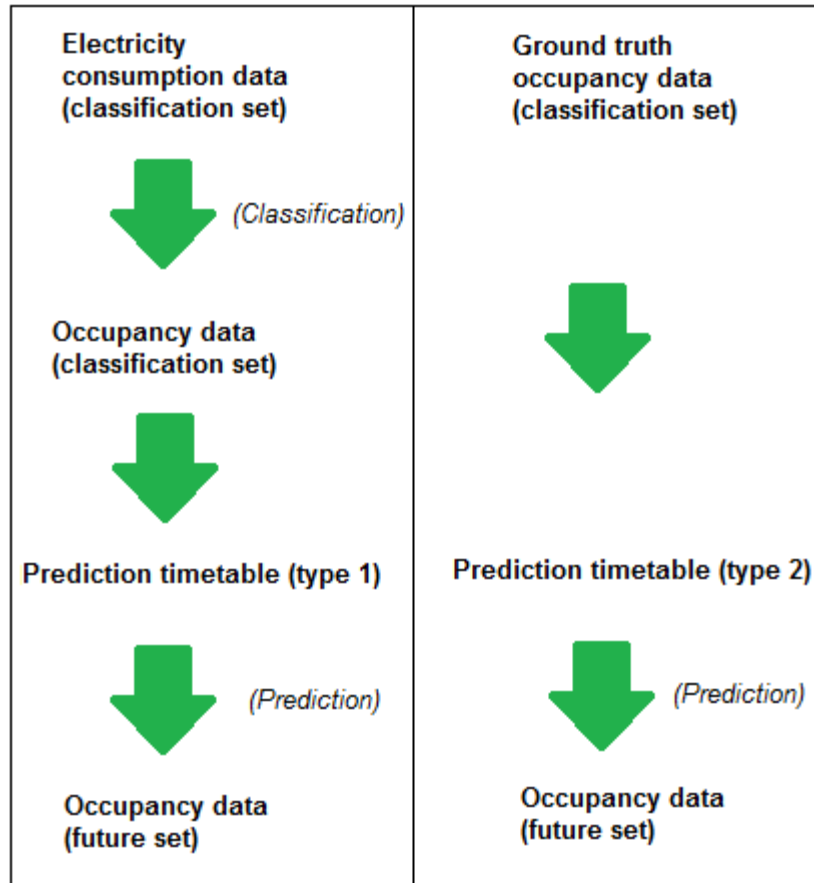 Electricity
consumption data
(classification set)
(Classification)
Occupancy data
(classification set)
Prediction timetable (type 1)
(Prediction)
Occupancy data
(future set)
Ground truth
occupancy data
(classification set)
Prediction timetable (type 2)
(Prediction)
Occupancy data
(future set)